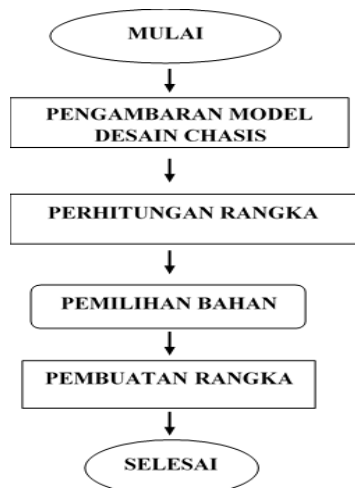 MULAI
PENGAMBARAN MODEL
DESAIN CHASIS
PERHITUNGAN RANGKA
PEMILIHAN BAHAN
PEMBUATAN RANGKA
SELESAI